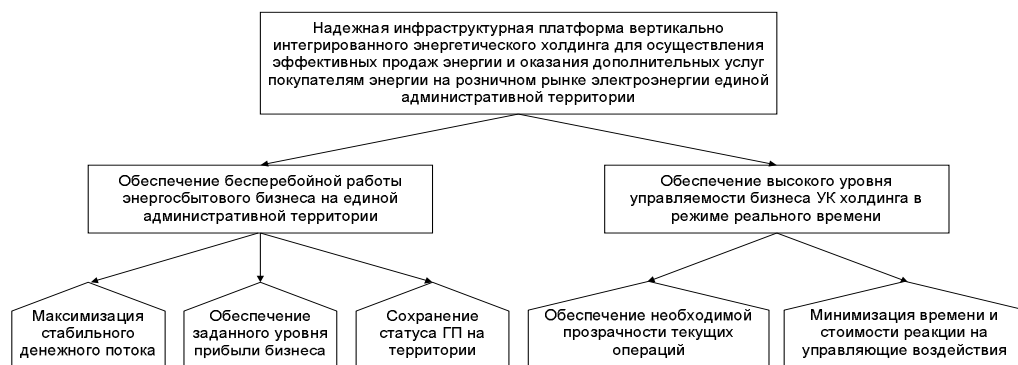 Надежная инфраструктурная платформа вертикально
интегрированного энергетического холдинга для осуществления
эффективных продаж энергии и оказания дополнительных услуг
покупателям энергии на розничном рынке электроэнергии единой
административной территории
Обеспечение бесперебойной работы
энергосбытового бизнеса на единой
административной территории
Обеспечение высокого уровня
управляемости бизнеса УК холдинга в
режиме реального времени
Максимизация
стабильного
денежного потока
Обеспечение
заданного уровня
прибыли бизнеса
Сохранение
статуса ГП на
территории
Обеспечение необходимой
прозрачности текущих
операций
Минимизация времени и
стоимости реакции на
управляющие воздействия